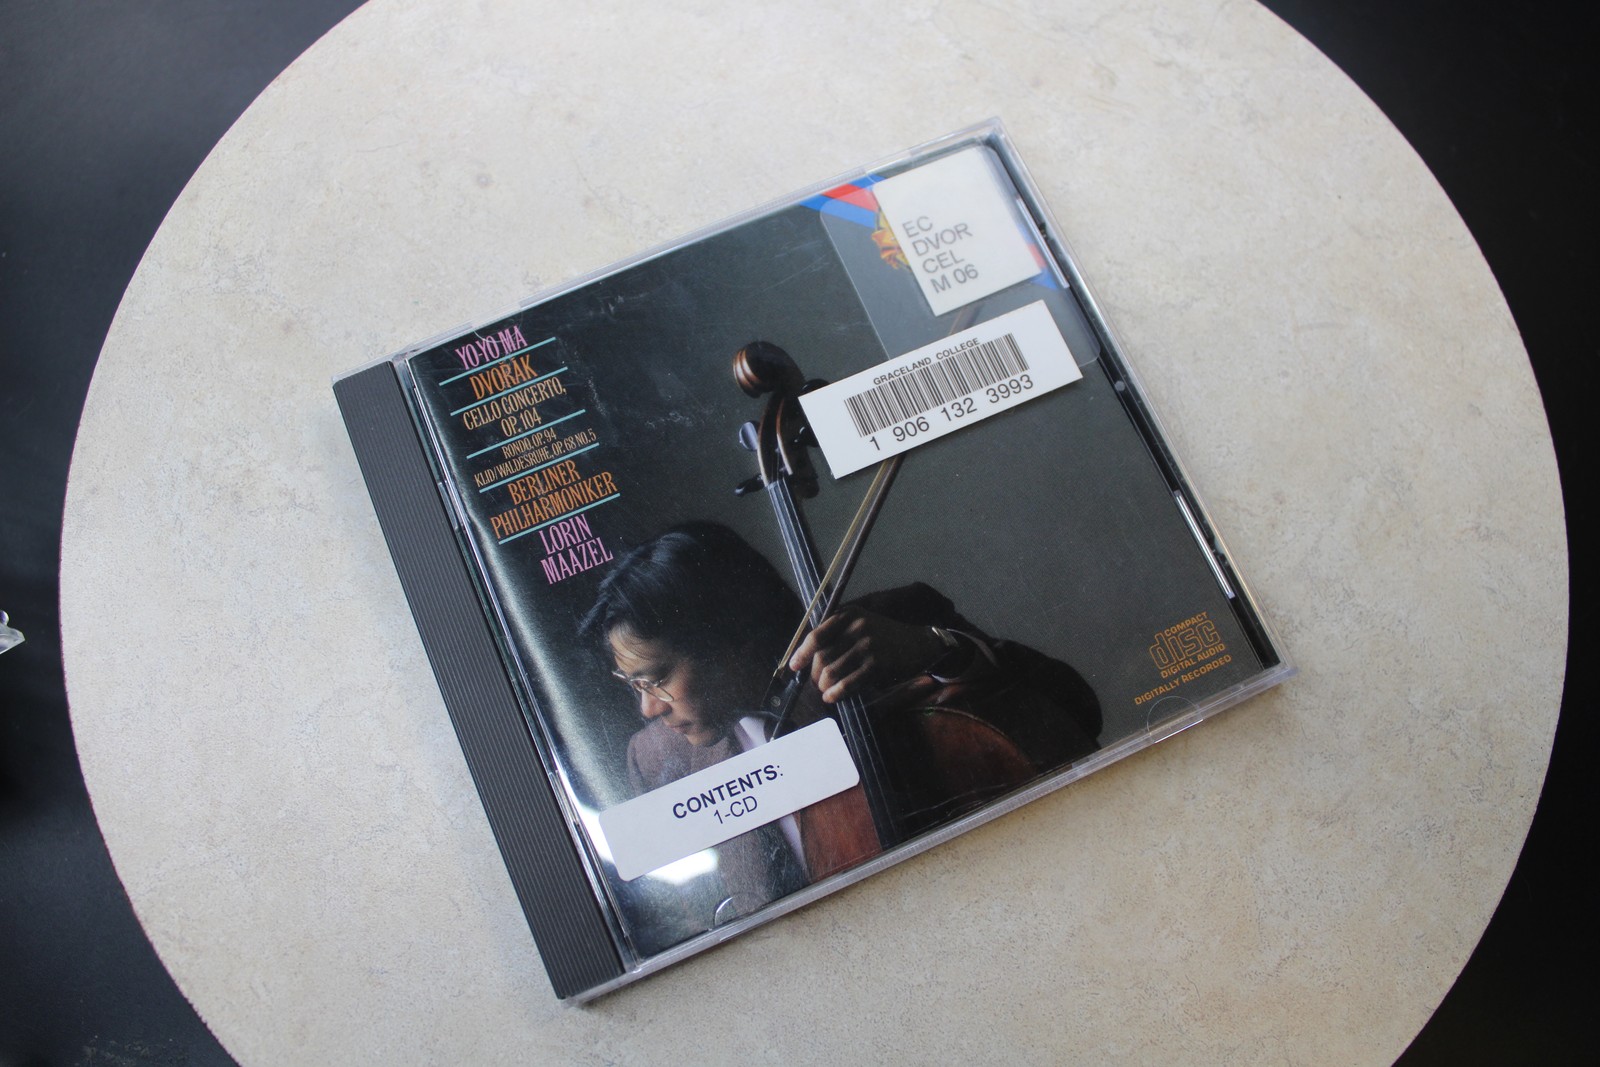 YO-YO MA
DVORÁK
CELLO CONCERTO,
OP. 104
RONDO, OP. 94
KLID/WALDESRUHE, OP. 68 NO. 5
BERLINER
PHILHARMONIKER
LORIN
MAAZEL
EC
DVOR
CEL
M 06
GRACELAND COLLEGE
1 906 132 3993
CONTENTS:
1-CD
COMPACT
disc
DIGITAL AUDIO
DIGITALLY RECORDED